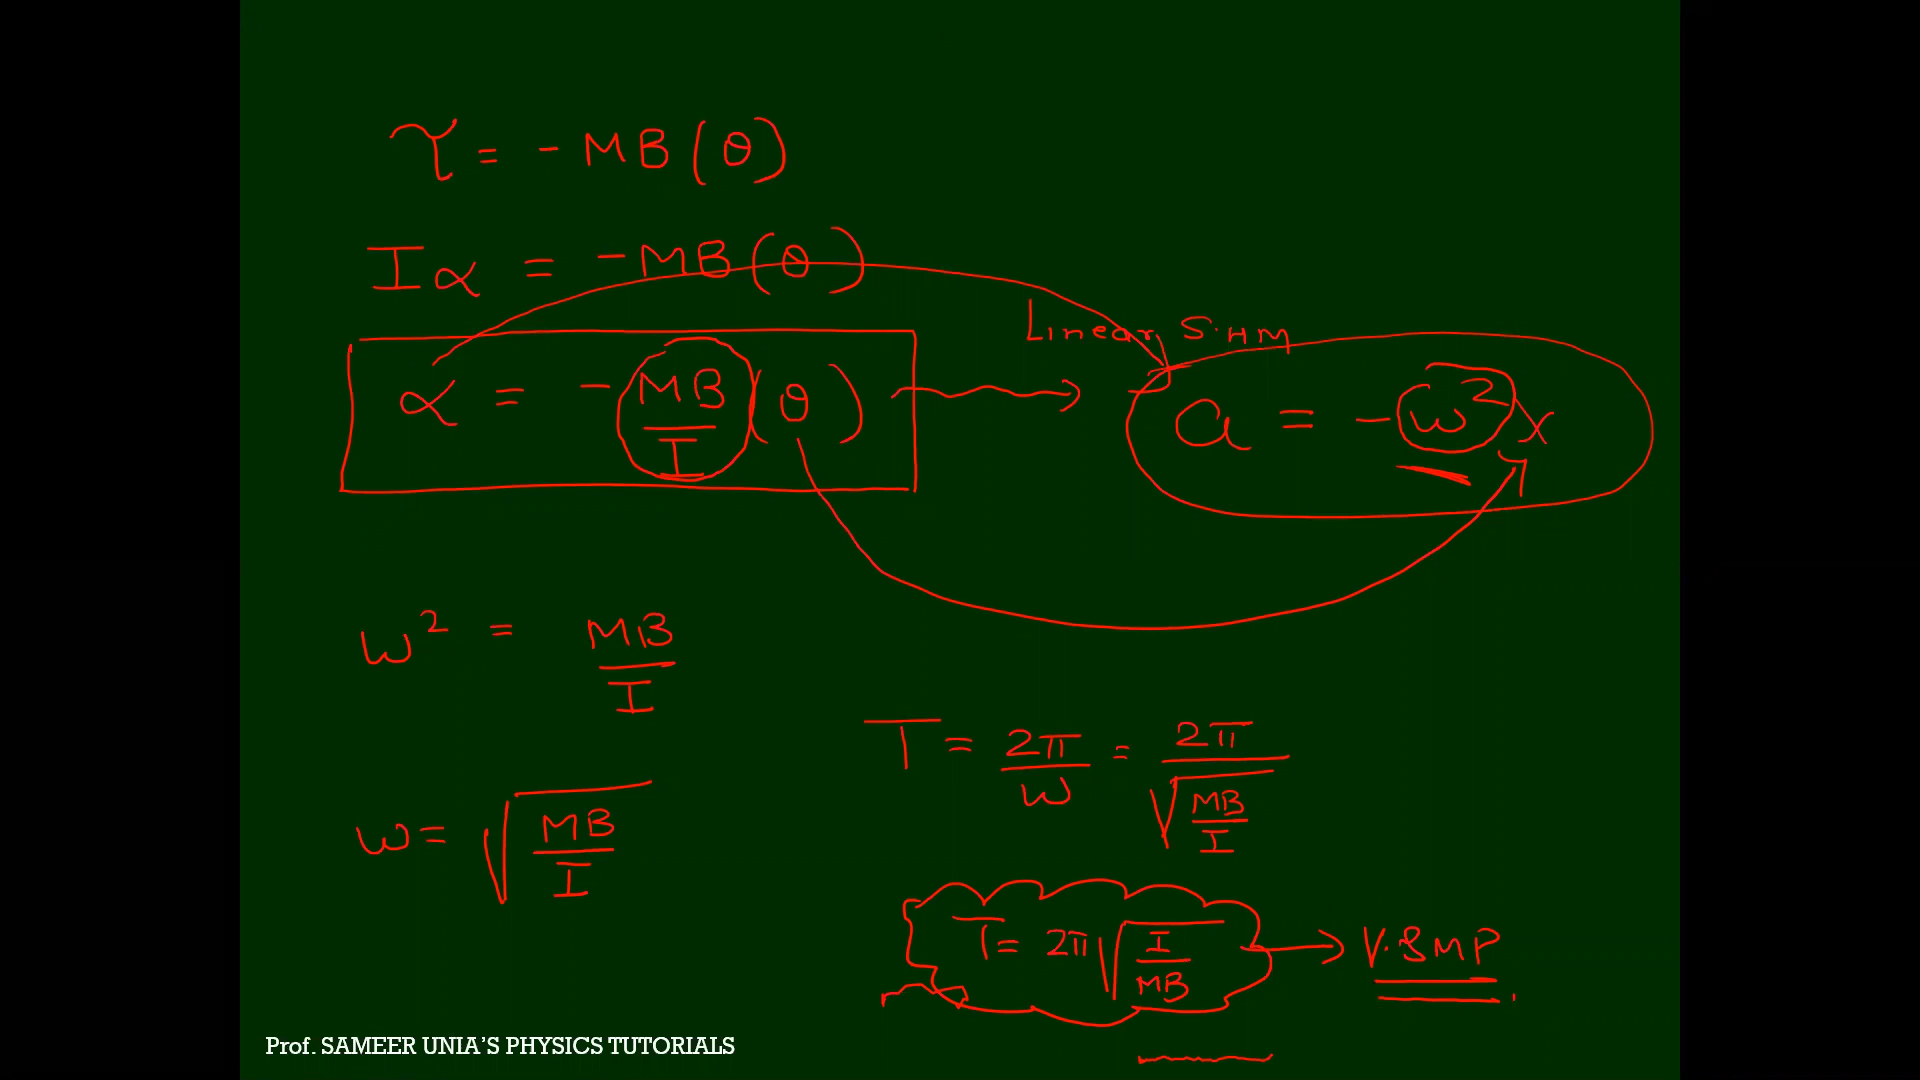 τ = - MB (θ)
Iα = - MB (θ)
Linear S.HM
α = - MB/I (θ) → a = - ω² x
ω² = MB/I
T = 2π/ω = 2π/√(MB/I)
ω = √(MB/I)
T = 2π √(I/MB) → V.IMP
Prof. SAMEER UNIA'S PHYSICS TUTORIALS